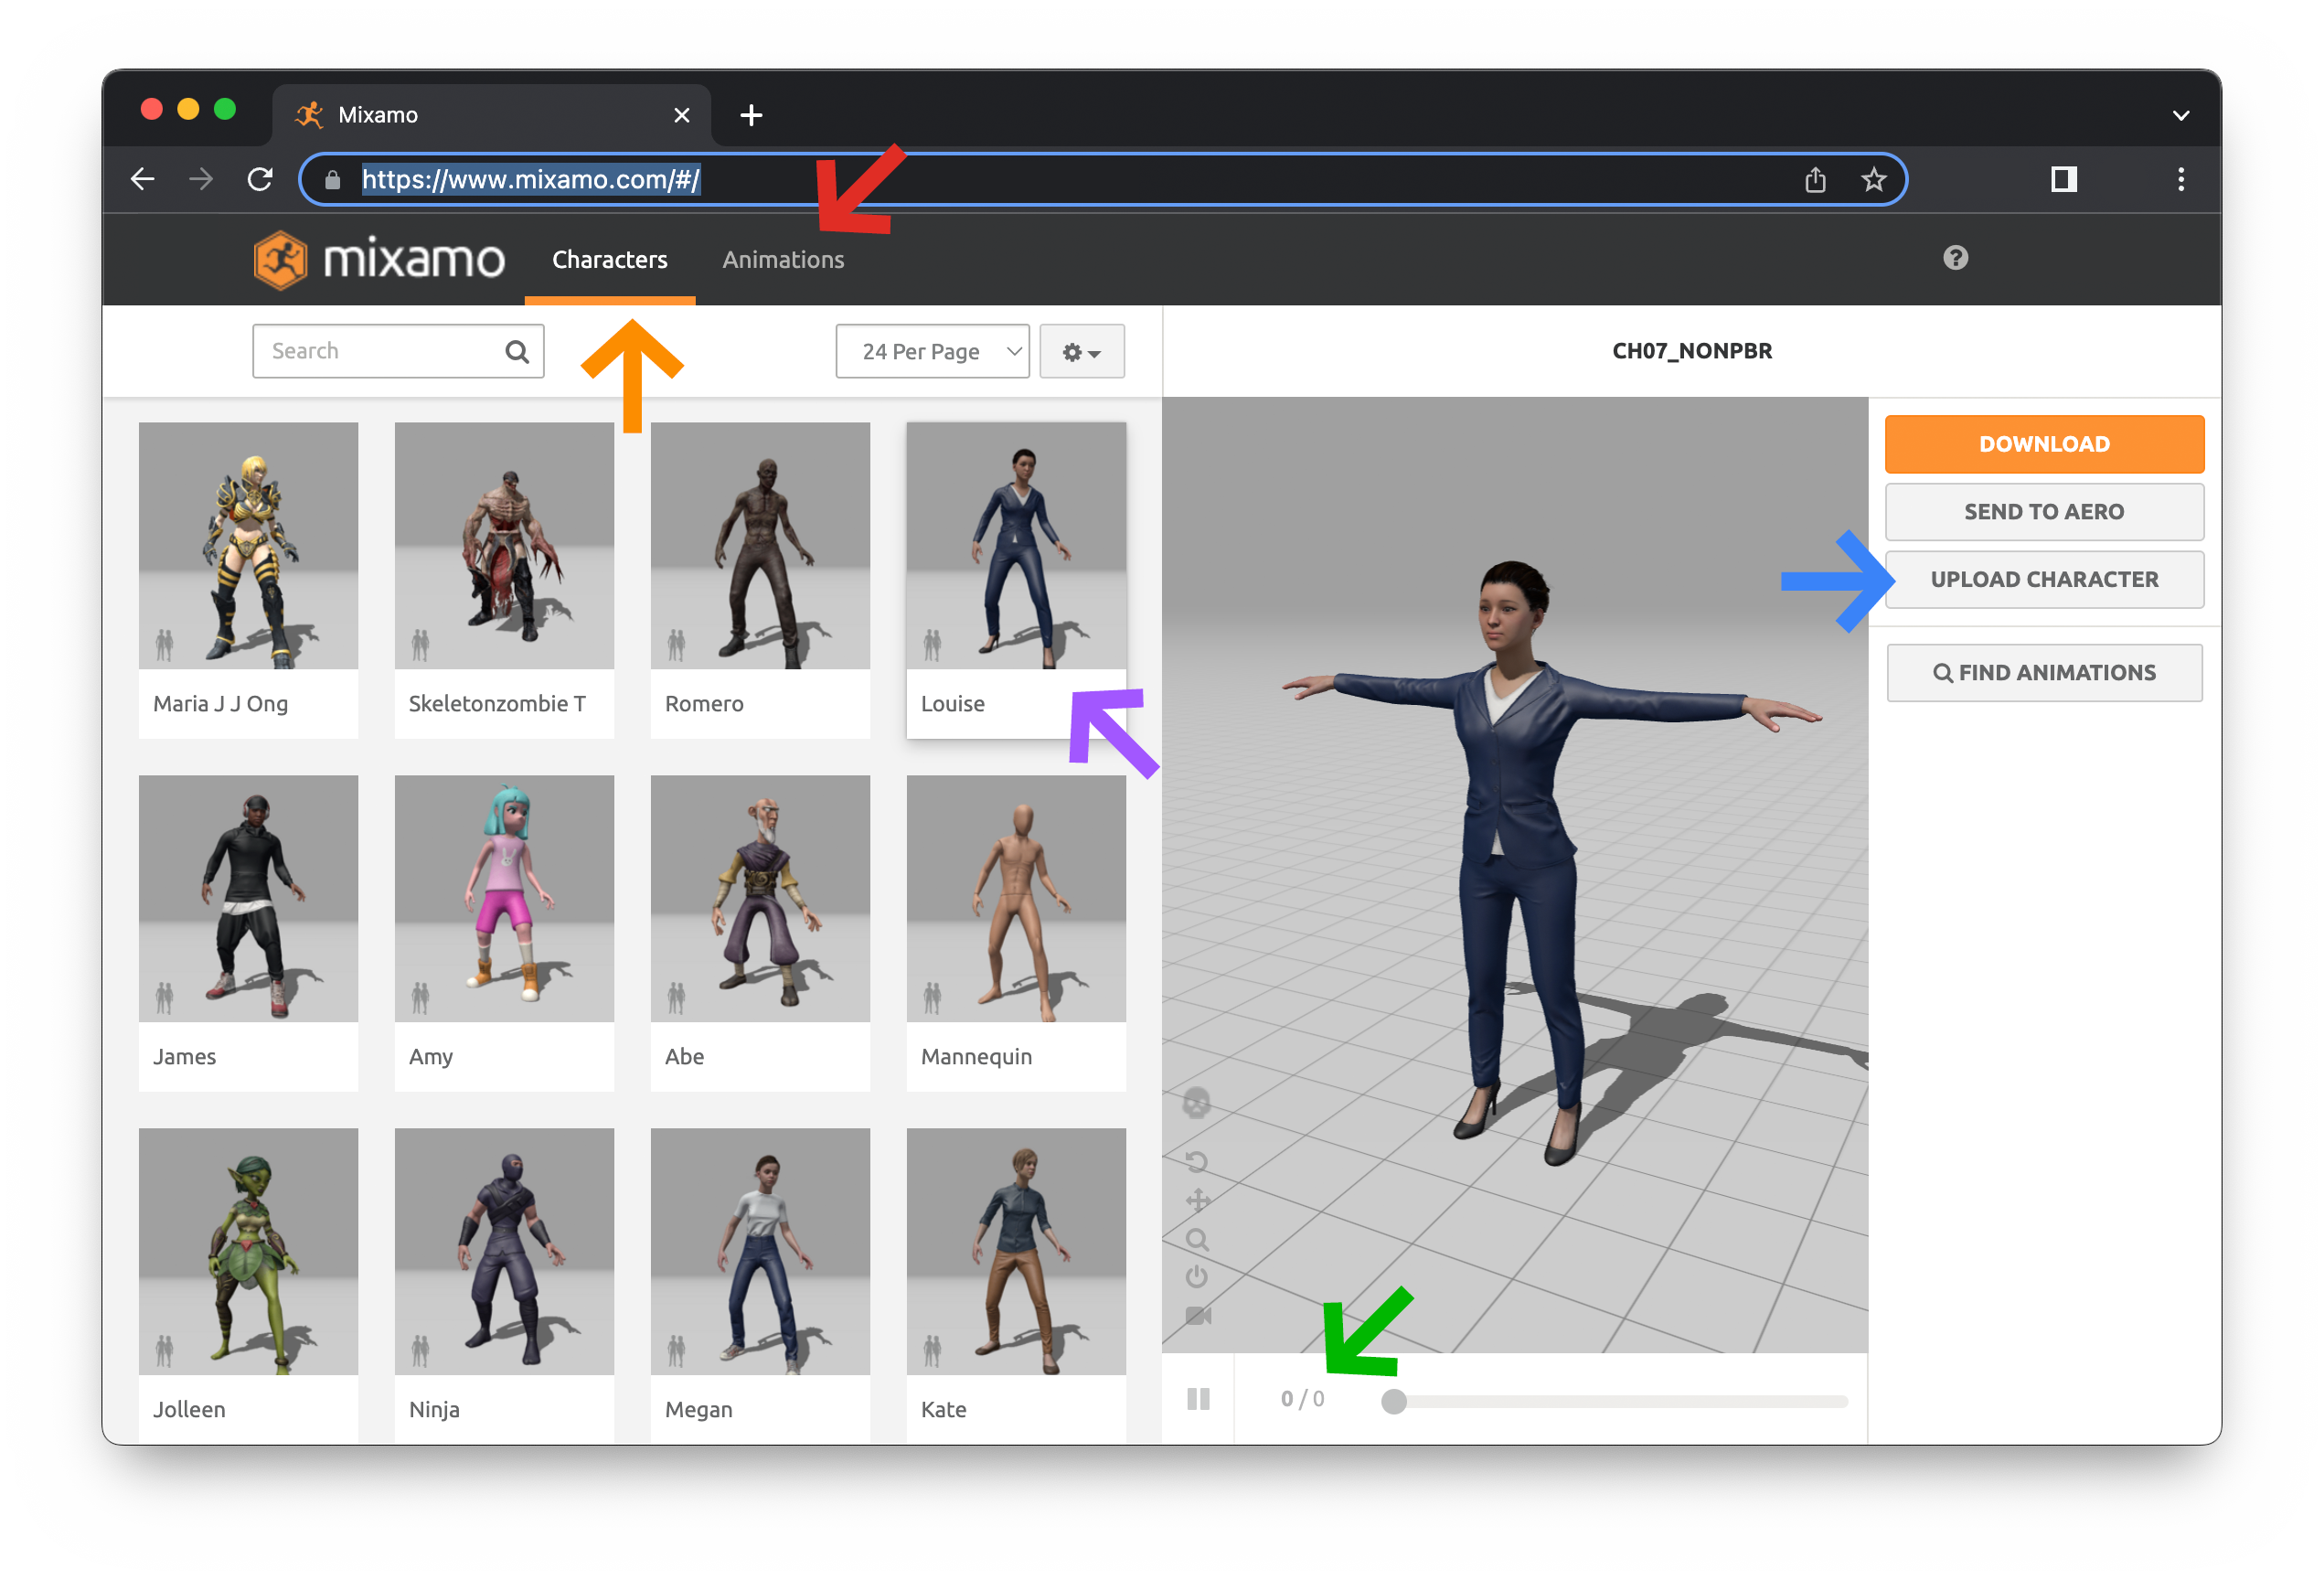 Mixamo
https://www.mixamo.com/#/
mixamo
Characters
Animations
Search
24 Per Page
CH07_NONPBR
DOWNLOAD
SEND TO AERO
UPLOAD CHARACTER
FIND ANIMATIONS
Maria J J Ong
Skeletonzombie T
Romero
Louise
James
Amy
Abe
Mannequin
Jolleen
Ninja
Megan
Kate
0 / 0